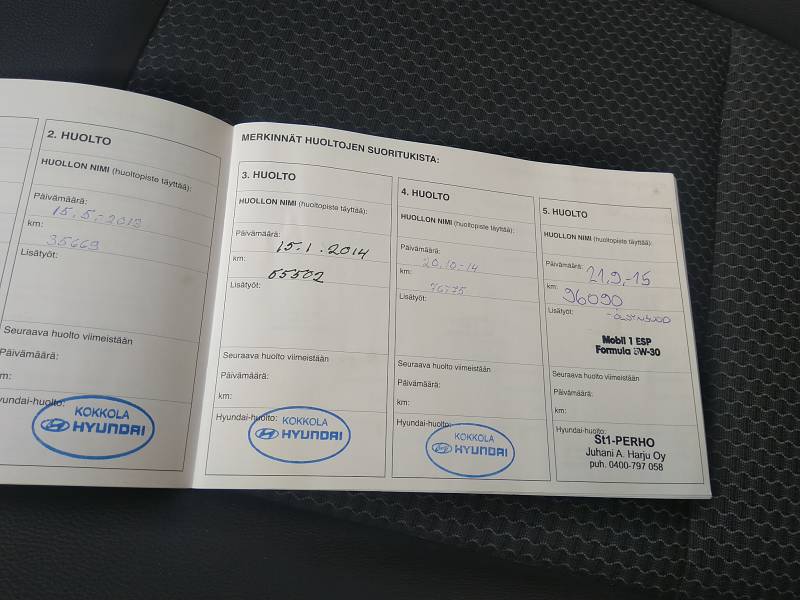 2. HUOLTO
HUOLLON NIMI (huoltopiste täyttää):
Päivämäärä:
15.5.-2013
km:
35669
Lisätyöt:
Seuraava huolto viimeistään
Päivämäärä:
km:
Hyundai-huolto:
KOKKOLA
HYUNDAI
MERKINNÄT HUOLTOJEN SUORITUKISTA:
3. HUOLTO
HUOLLON NIMI (huoltopiste täyttää):
Päivämäärä:
15.1.2014
km:
55502
Lisätyöt:
Seuraava huolto viimeistään
Päivämäärä:
km:
Hyundai-huolto:
KOKKOLA
HYUNDAI
4. HUOLTO
HUOLLON NIMI (huoltopiste täyttää):
Päivämäärä:
20.10-14
km:
76775
Lisätyöt:
Seuraava huolto viimeistään
Päivämäärä:
km:
Hyundai-huolto:
KOKKOLA
HYUNDAI
5. HUOLTO
HUOLLON NIMI (huoltopiste täyttää):
Päivämäärä:
21.9.-15
km:
96090
Lisätyöt:
Mobil 1 ESP
Formula 5W-30
Seuraava huolto viimeistään
Päivämäärä:
km:
Hyundai-huolto:
St1-PERHO
Juhani A. Harju Oy
puh. 0400-797 058